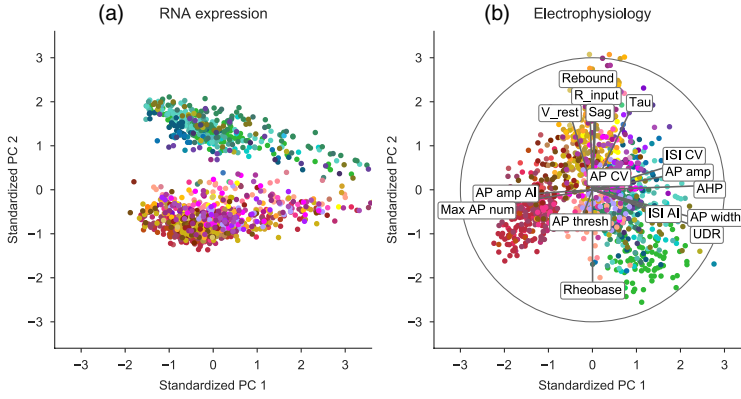 (a)
RNA expression
3
2
1
0
−1
−2
−3
Standardized PC 2
−3 −2 −1 0 1 2 3
Standardized PC 1
(b)
Electrophysiology
3
2
1
0
−1
−2
−3
Standardized PC 2
Rebound
R_input
Tau
V_rest
Sag
ISI CV
AP CV
AP amp
AP amp AI
AHP
Max AP num
ISI AI
AP width
AP thresh
UDR
Rheobase
−3 −2 −1 0 1 2 3
Standardized PC 1